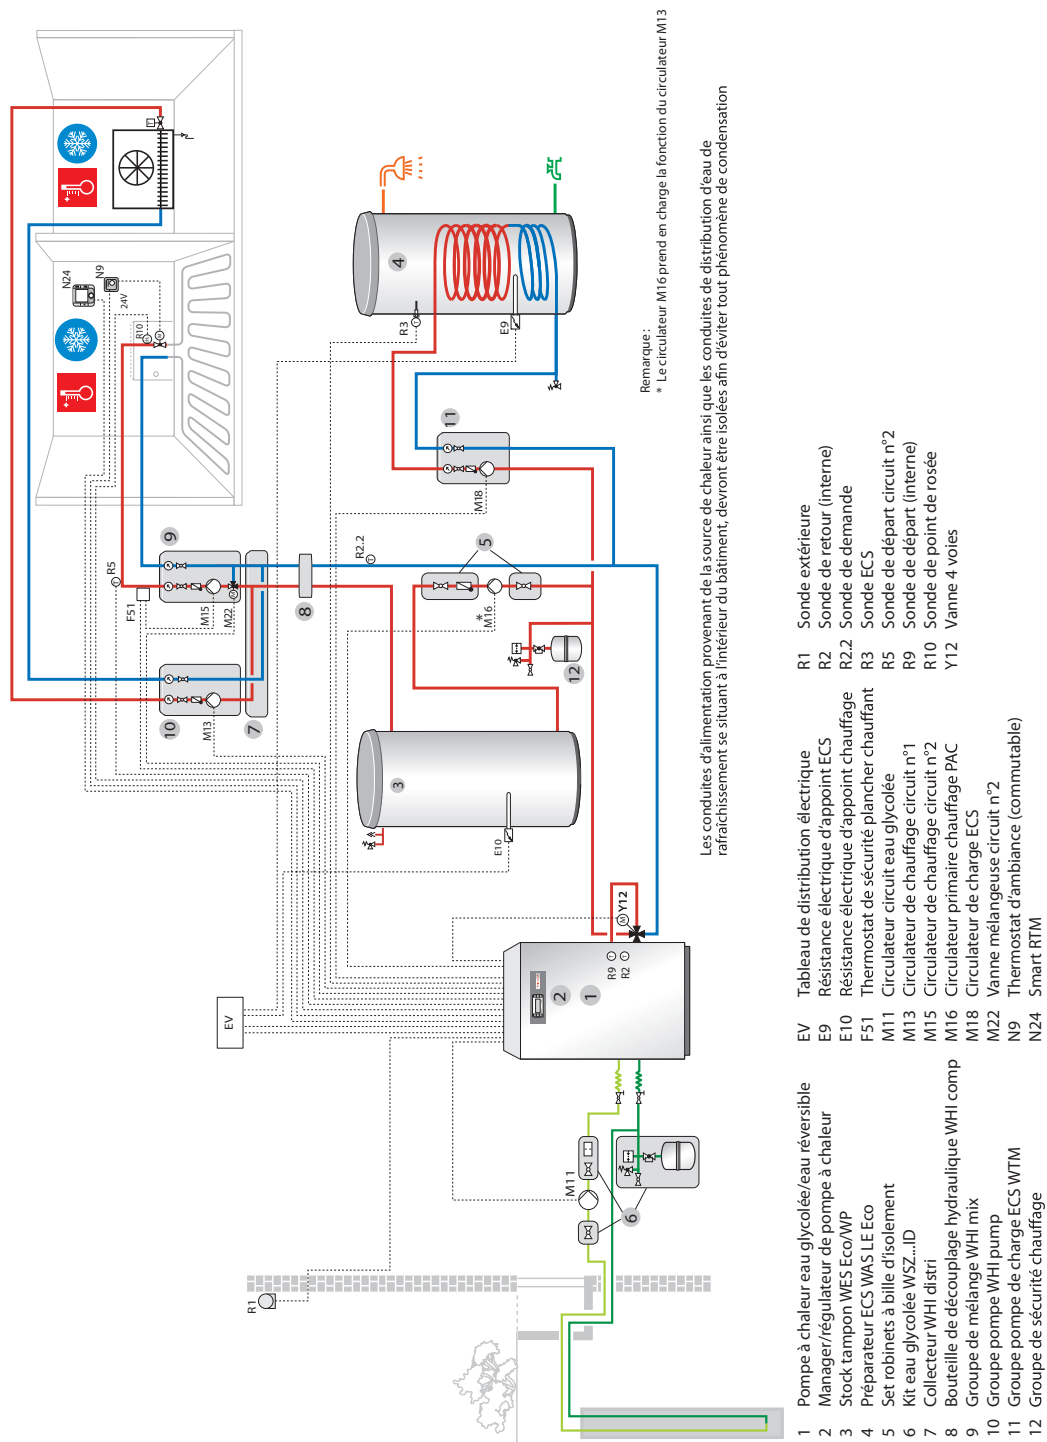 R1
EV
M11
6
2
1
R9
R2
Y12
E10
3
12
M16
*
5
R2.2
8
7
10
M13
9
M15
M22
F51
R5
R10
24V
N9
N24
M18
11
R3
E9
4
Remarque :
* Le circulateur M16 prend en charge la fonction du circulateur M13
Les conduites d'alimentation provenant de la source de chaleur ainsi que les conduites de distribution d'eau de
rafraîchissement se situant à l'intérieur du bâtiment, devront être isolées afin d'éviter tout phénomène de condensation
1 Pompe à chaleur eau glycolée/eau réversible
2 Manager/régulateur de pompe à chaleur
3 Stock tampon WES Eco/WP
4 Préparateur ECS WAS LE Eco
5 Set robinets à bille d'isolement
6 Kit eau glycolée WSZ...ID
7 Collecteur WHI distri
8 Bouteille de découplage hydraulique WHI comp
9 Groupe de mélange WHI mix
10 Groupe pompe WHI pump
11 Groupe pompe de charge ECS WTM
12 Groupe de sécurité chauffage
EV Tableau de distribution électrique
E9 Résistance électrique d'appoint ECS
E10 Résistance électrique d'appoint chauffage
F51 Thermostat de sécurité plancher chauffant
M11 Circulateur circuit eau glycolée
M13 Circulateur de chauffage circuit n°1
M15 Circulateur de chauffage circuit n°2
M16 Circulateur primaire chauffage PAC
M18 Circulateur de charge ECS
M22 Vanne mélangeuse circuit n°2
N9 Thermostat d'ambiance (commutable)
N24 Smart RTM
R1 Sonde extérieure
R2 Sonde de retour (interne)
R2.2 Sonde de demande
R3 Sonde ECS
R5 Sonde de départ circuit n°2
R9 Sonde de départ (interne)
R10 Sonde de point de rosée
Y12 Vanne 4 voies